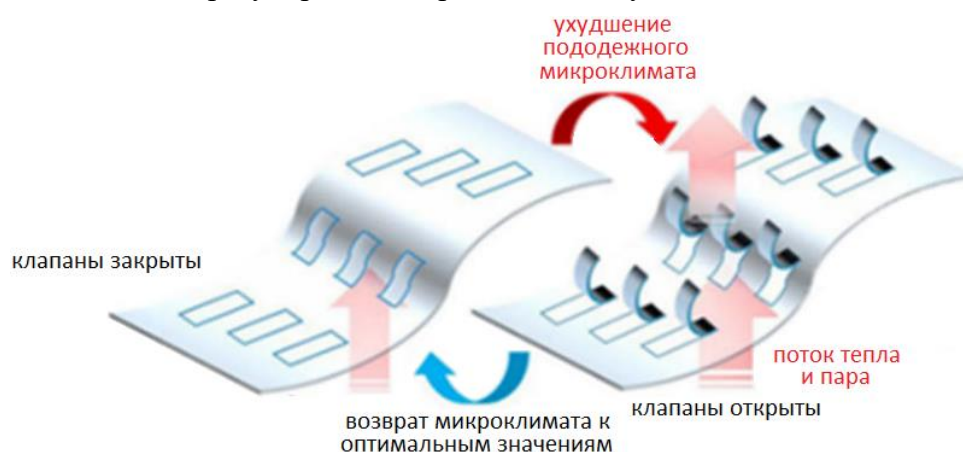 ухудшение
пододежного
микроклимата
клапаны закрыты
поток тепла
и пара
клапаны открыты
возврат микроклимата к
оптимальным значениям